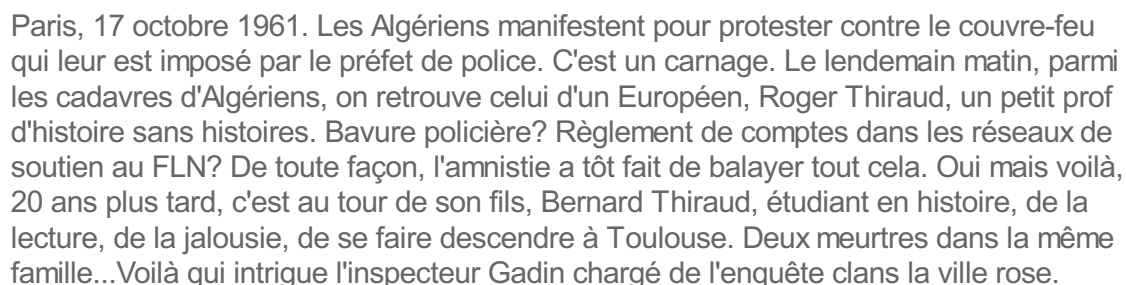 Paris, 17 octobre 1961. Les Algériens manifestent pour protester contre le couvre-feu
qui leur est imposé par le préfet de police. C'est un carnage. Le lendemain matin, parmi
les cadavres d'Algériens, on retrouve celui d'un Européen, Roger Thiraud, un petit prof
d'histoire sans histoires. Bavure policière? Règlement de comptes dans les réseaux de
soutien au FLN? De toute façon, l'amnistie a tôt fait de balayer tout cela. Oui mais voilà,
20 ans plus tard, c'est au tour de son fils, Bernard Thiraud, étudiant en histoire, de la
lecture, de la jalousie, de se faire descendre à Toulouse. Deux meurtres dans la même
famille...Voilà qui intrigue l'inspecteur Gadin chargé de l'enquête clans la ville rose.